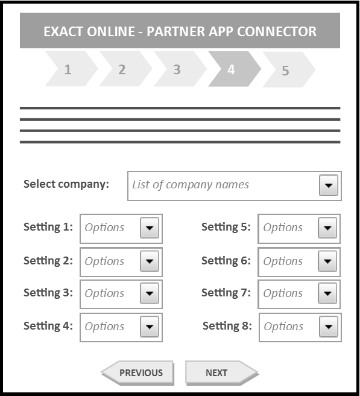 EXACT ONLINE - PARTNER APP CONNECTOR
1 2 3 4 5
Select company: List of company names
Setting 1: Options Setting 5: Options
Setting 2: Options Setting 6: Options
Setting 3: Options Setting 7: Options
Setting 4: Options Setting 8: Options
PREVIOUS NEXT